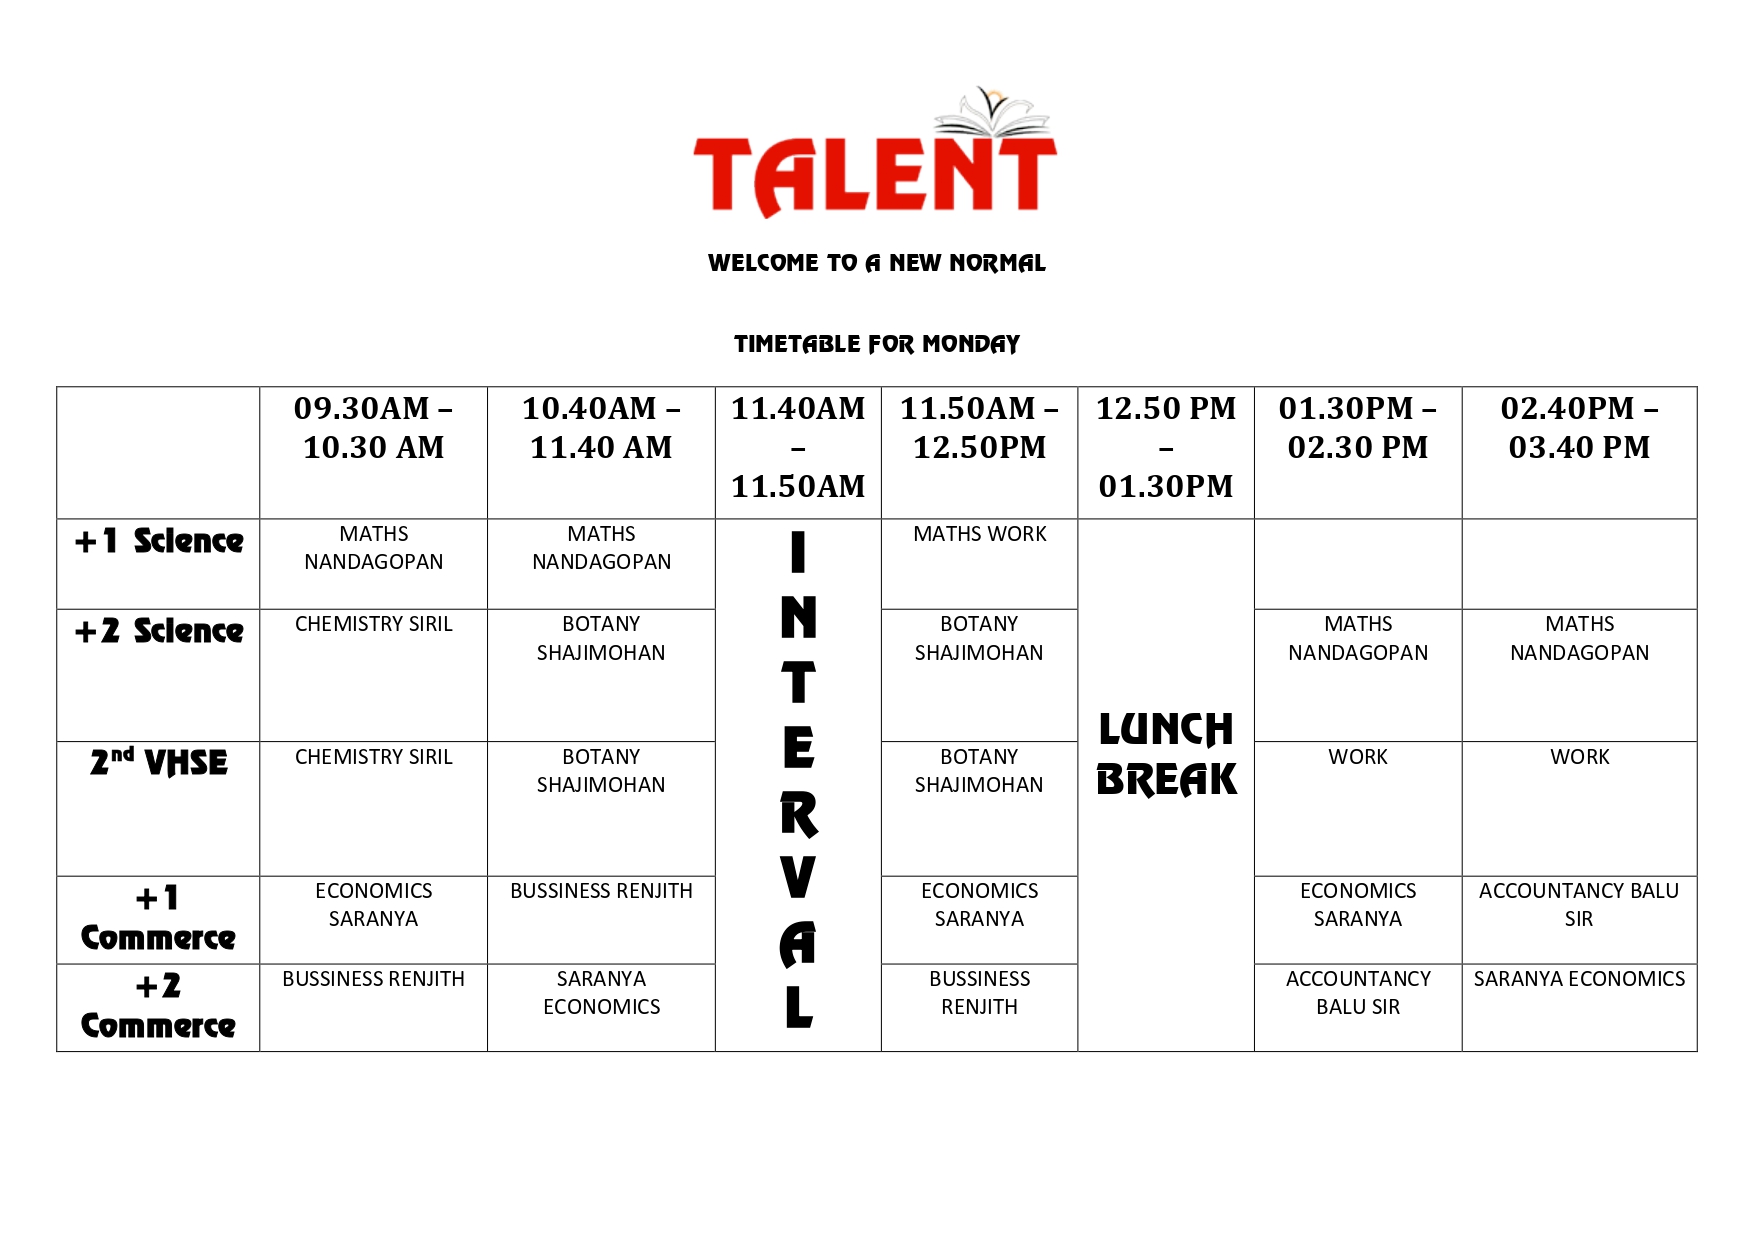 TALENT
WELCOME TO A NEW NORMAL
TIMETABLE FOR MONDAY
09.30AM –
10.30 AM
10.40AM –
11.40 AM
11.40AM
–
11.50AM
11.50AM –
12.50PM
12.50 PM
–
01.30PM
01.30PM –
02.30 PM
02.40PM –
03.40 PM
+1 Science
MATHS
NANDAGOPAN
MATHS
NANDAGOPAN
I
N
T
E
R
V
A
L
MATHS WORK
LUNCH
BREAK
+2 Science
CHEMISTRY SIRIL
BOTANY
SHAJIMOHAN
BOTANY
SHAJIMOHAN
MATHS
NANDAGOPAN
MATHS
NANDAGOPAN
2nd VHSE
CHEMISTRY SIRIL
BOTANY
SHAJIMOHAN
BOTANY
SHAJIMOHAN
WORK
WORK
+1
Commerce
ECONOMICS
SARANYA
BUSSINESS RENJITH
ECONOMICS
SARANYA
ECONOMICS
SARANYA
ACCOUNTANCY BALU
SIR
+2
Commerce
BUSSINESS RENJITH
SARANYA
ECONOMICS
BUSSINESS
RENJITH
ACCOUNTANCY
BALU SIR
SARANYA ECONOMICS